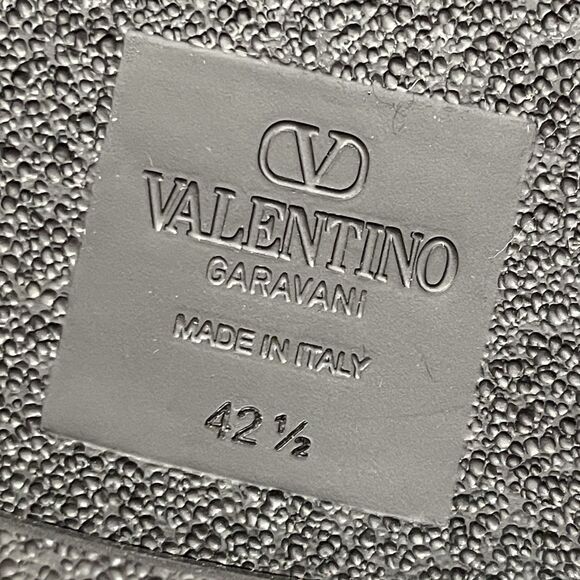 V
VALENTINO
GARAVANI
MADE IN ITALY
42 ½